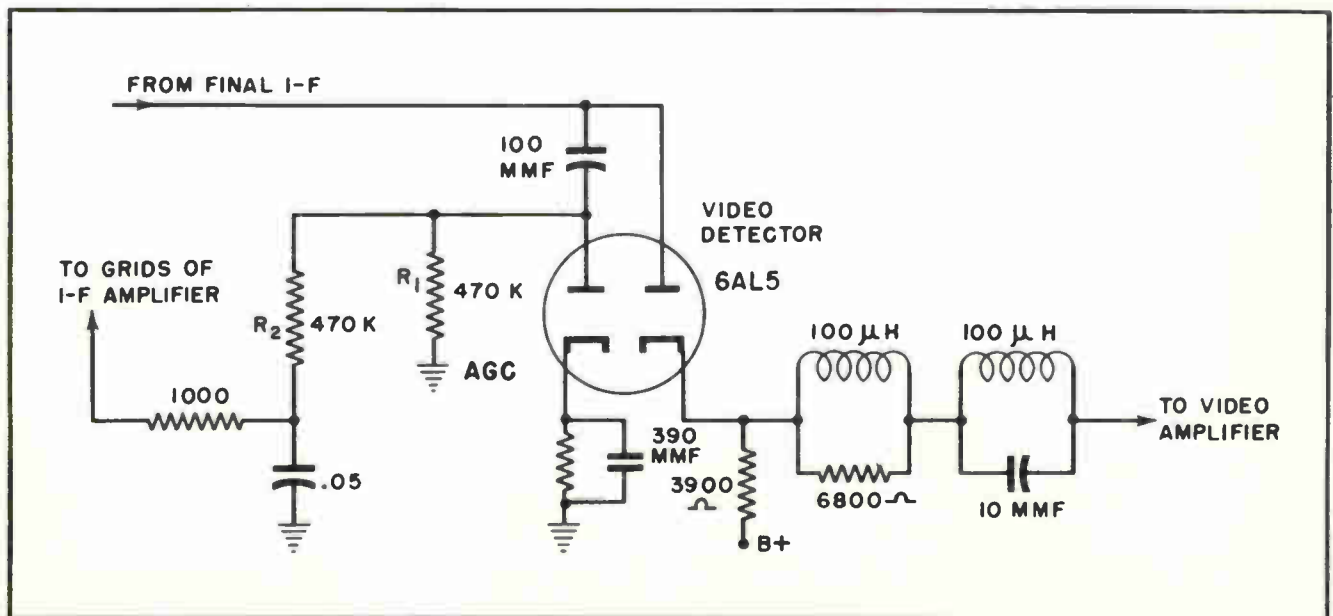 FROM FINAL I-F
100
MMF
VIDEO
DETECTOR
6AL5
TO GRIDS OF
I-F AMPLIFIER
R1
470 K
R2
470 K
AGC
100 μH
100 μH
1000
.05
390
MMF
3900
Ω
B+
6800 Ω
10 MMF
TO VIDEO
AMPLIFIER